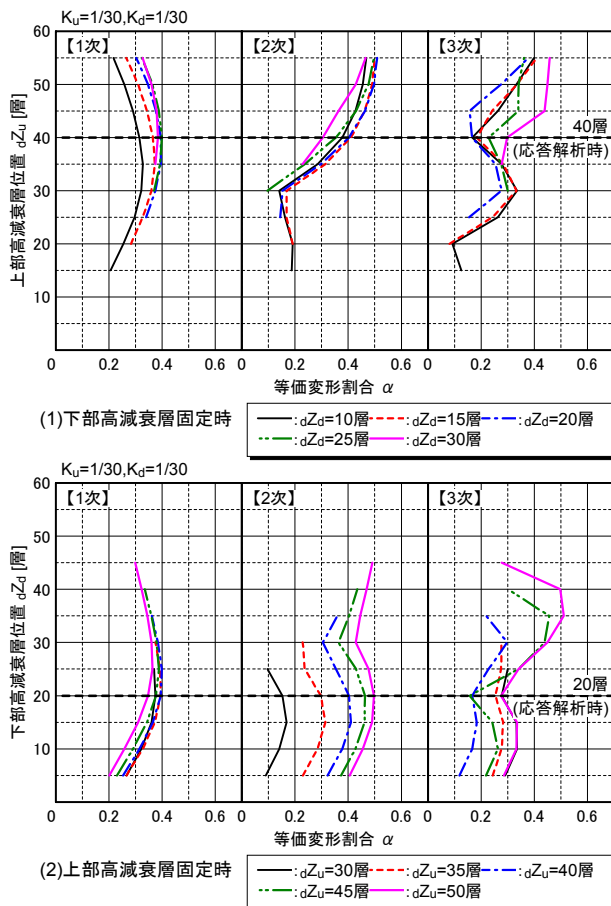 Ku=1/30,Kd=1/30
60
50
40
30
20
10
0
上部高減衰層位置 dZu [層]
【1次】
【2次】
【3次】
40層
(応答解析時)
0.2 0.4 0 0.2 0.4 0.6 0 0.2 0.4 0.6
等価変形割合 α
(1)下部高減衰層固定時
:dZd=10層 :dZd=15層 :dZd=20層
:dZd=25層 :dZd=30層
Ku=1/30,Kd=1/30
60
50
40
30
20
10
0
下部高減衰層位置 dZd [層]
【1次】
【2次】
【3次】
20層
(応答解析時)
0.2 0.4 0 0.2 0.4 0.6 0 0.2 0.4 0.6
等価変形割合 α
(2)上部高減衰層固定時
:dZu=30層 :dZu=35層 :dZu=40層
:dZu=45層 :dZu=50層